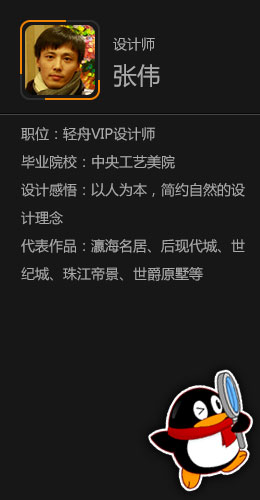 设计师
张伟
职位：轻舟VIP设计师
毕业院校：中央工艺美院
设计感悟：以人为本，简约自然的设
计理念
代表作品：瀛海名居、后现代城、世
纪城、珠江帝景、世爵原墅等